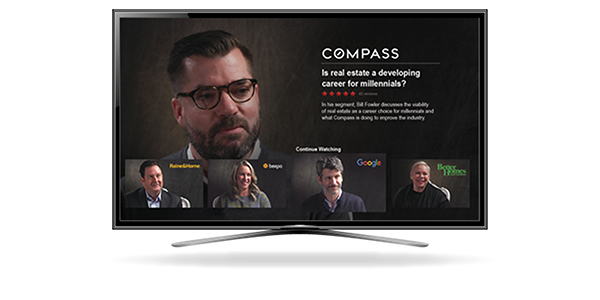 COMPASS
Is real estate a developing
career for millennials?
40 reviews
In his segment, Bill Fowler discusses the viability
of real estate as a career choice for millennials and
what Compass is doing to improve the industry.
Continue Watching
Raine&Horne
beepo
Google
Better
Homes